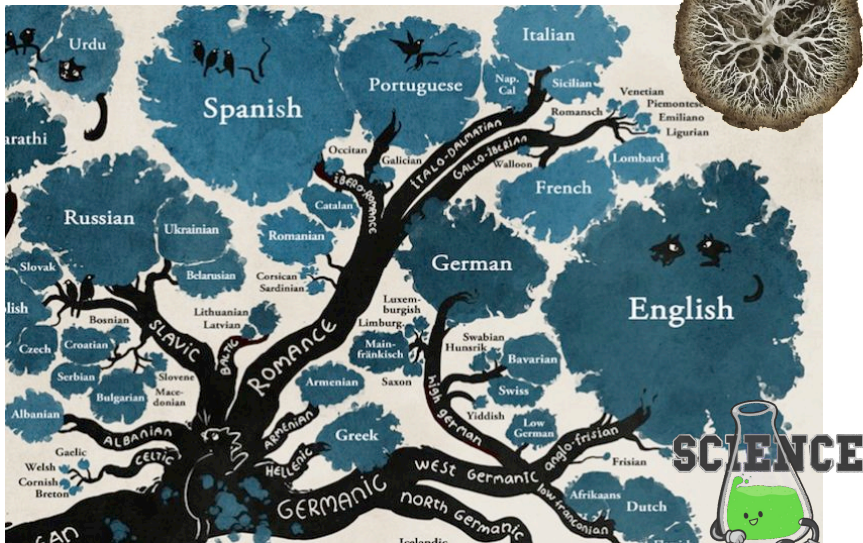 Urdu
Spanish
Portuguese
Italian
Nap.
Cal
Sicilian
Romansch
Venetian
Piemontese
Emiliano
Ligurian
Occitan
Galician
IBERO-ROMANCE
ITALO-DALMATIAN
GALLO-IBERIAN
Walloon
Lombard
French
Catalan
Romanian
Corsican
Sardinian
Russian
Ukrainian
Belarusian
Slovak
Bosnian
Czech
Croatian
Serbian
Bulgarian
Slovene
Mace-
donian
SLAVIC
Lithuanian
Latvian
BALTIC
ROMANCE
German
Luxem-
burgish
Limburg.
Main-
fränkisch
Saxon
high german
Swabian
Hunsrik
Bavarian
Swiss
Yiddish
Low
German
English
Albanian
ALBANIAN
Armenian
ARMENIAN
Greek
HELLENIC
Gaelic
Welsh
Cornish
Breton
CELTIC
GERMANIC
WEST Germanic
NORTH Germanic
anglo-frisian
Frisian
low franconian
Afrikaans
Dutch
SCIENCE